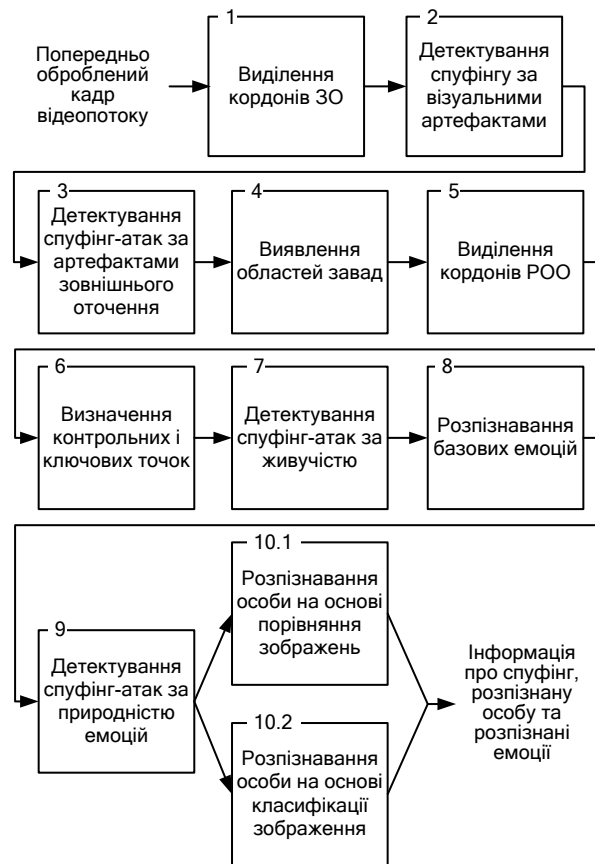 Попередньо
оброблений
кадр
відеопотоку
1
Виділення
кордонів ЗО
2
Детектування
спуфінгу за
візуальними
артефактами
3
Детектування
спуфінг-атак за
артефактами
зовнішнього
оточення
4
Виявлення
областей завад
5
Виділення
кордонів РОО
6
Визначення
контрольних і
ключових точок
7
Детектування
спуфінг-атак за
живучістю
8
Розпізнавання
базових емоцій
9
Детектування
спуфінг-атак за
природністю
емоцій
10.1
Розпізнавання
особи на основі
порівняння
зображень
10.2
Розпізнавання
особи на основі
класифікації
зображення
Інформація
про спуфінг,
розпізнану
особу та
розпізнані
емоції